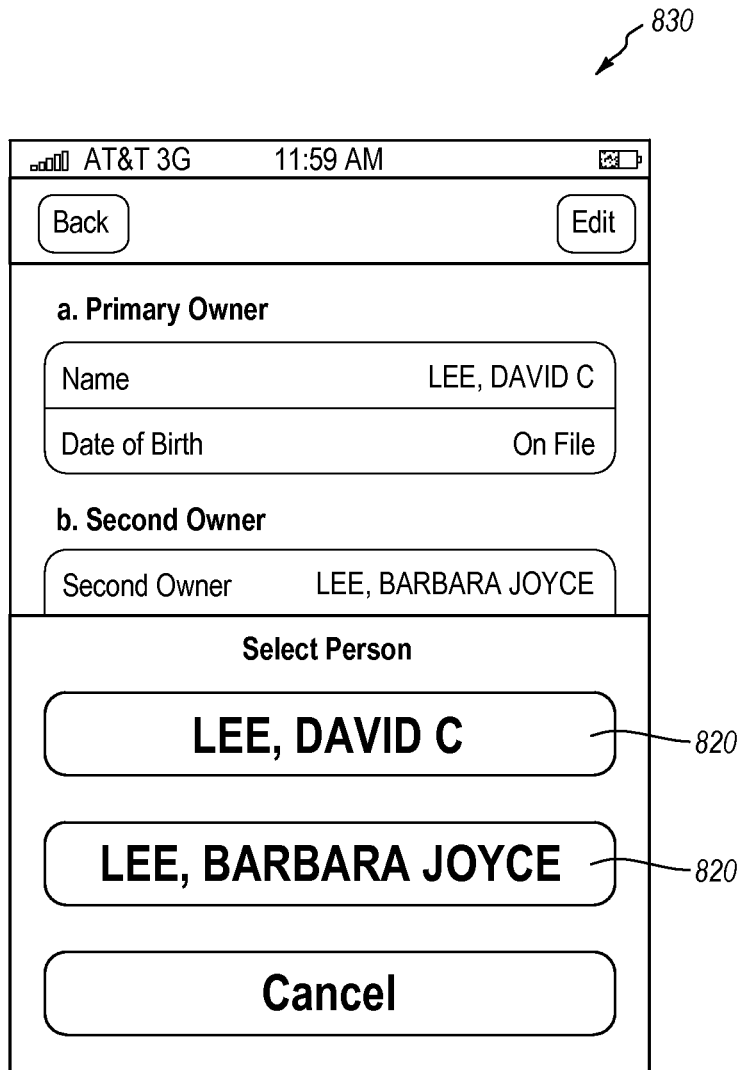 830
AT&T 3G 11:59 AM
Back Edit
a. Primary Owner
Name LEE, DAVID C
Date of Birth On File
b. Second Owner
Second Owner LEE, BARBARA JOYCE
Select Person
LEE, DAVID C 820
LEE, BARBARA JOYCE 820
Cancel